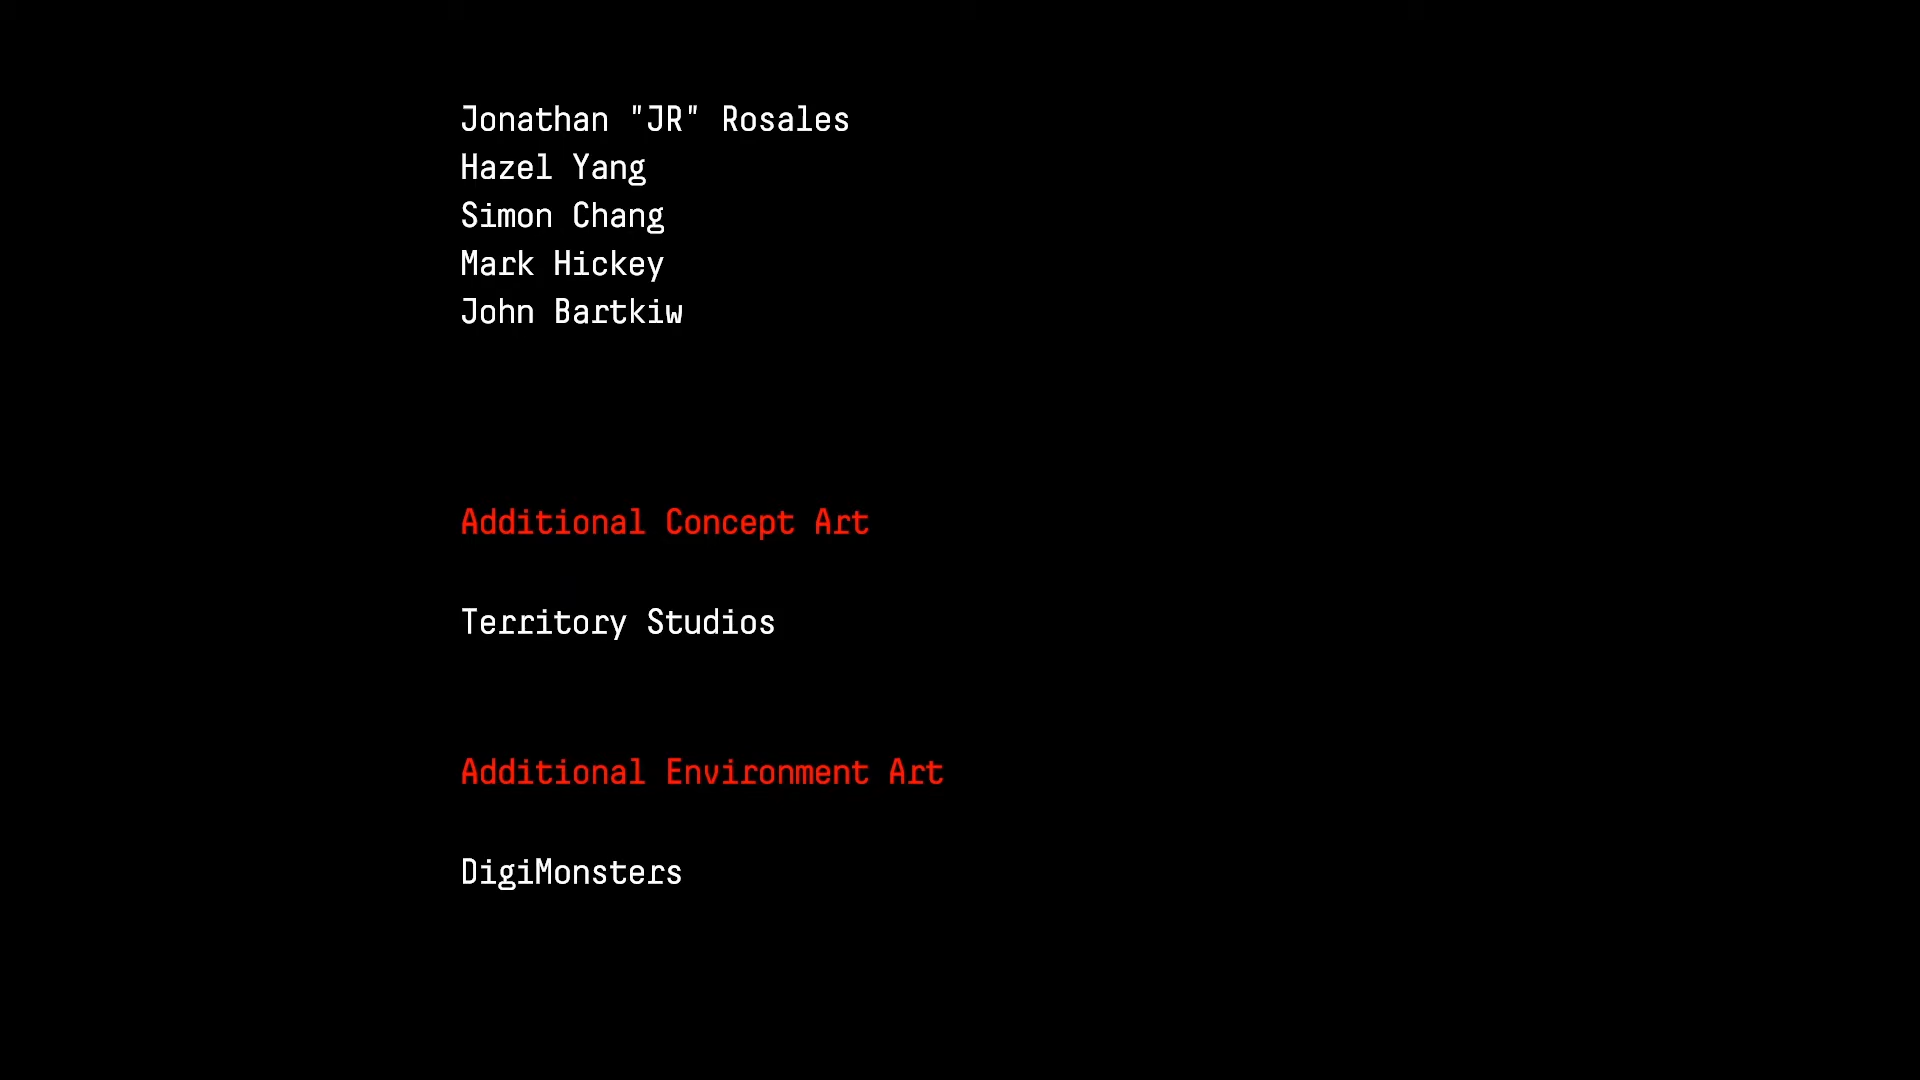 Jonathan "JR" Rosales
Hazel Yang
Simon Chang
Mark Hickey
John Bartkiw
Additional Concept Art
Territory Studios
Additional Environment Art
DigiMonsters